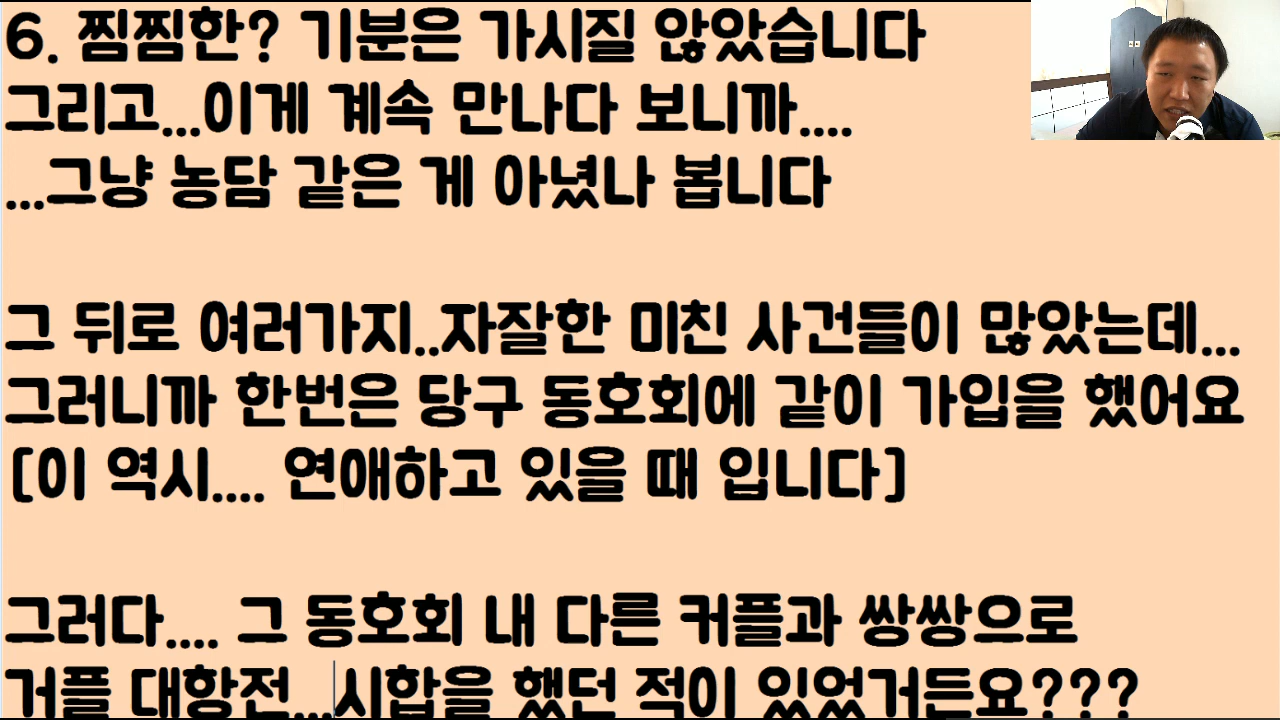 6. 찜찜한? 기분은 가시질 않았습니다
그리고...이게 계속 만나다 보니까....
...그냥 농담 같은 게 아녔나 봅니다
그 뒤로 여러가지..자잘한 미친 사건들이 많았는데...
그러니까 한번은 당구 동호회에 같이 가입을 했어요
[이 역시.... 연애하고 있을 때 입니다]
그러다.... 그 동호회 내 다른 커플과 쌍쌍으로
커플 대항전...시합을 했던 적이 있었거든요???